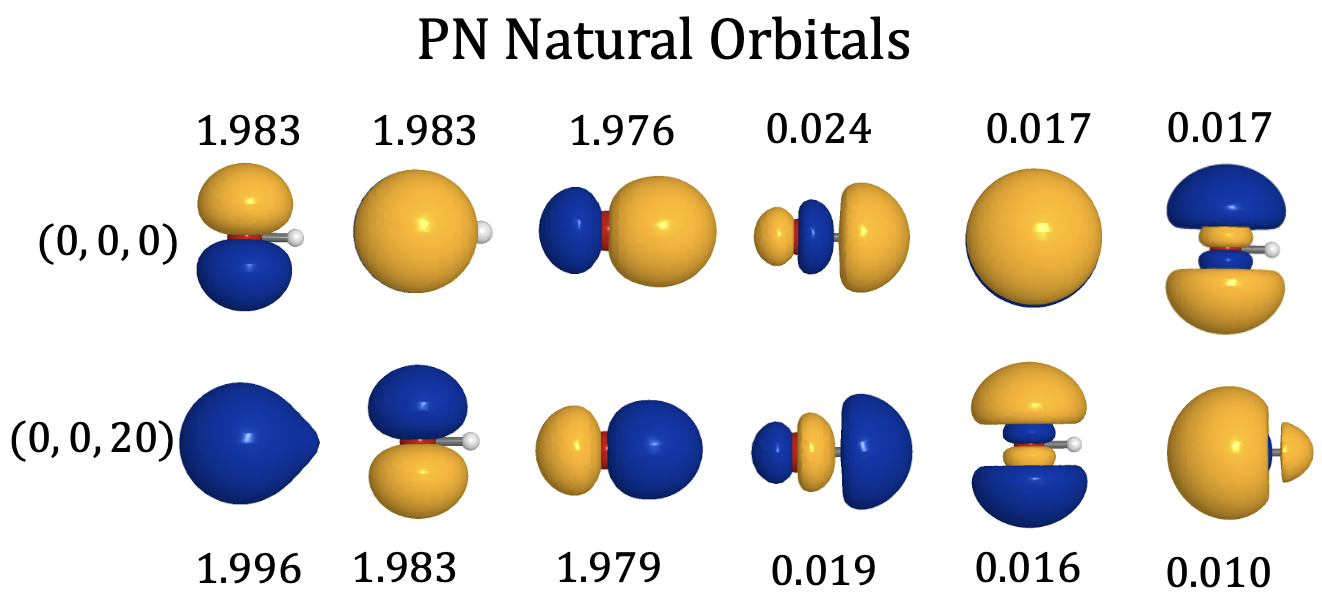 PN Natural Orbitals
1.983 1.983 1.976 0.024 0.017 0.017
(0, 0, 0)
(0, 0, 20)
1.996 1.983 1.979 0.019 0.016 0.010